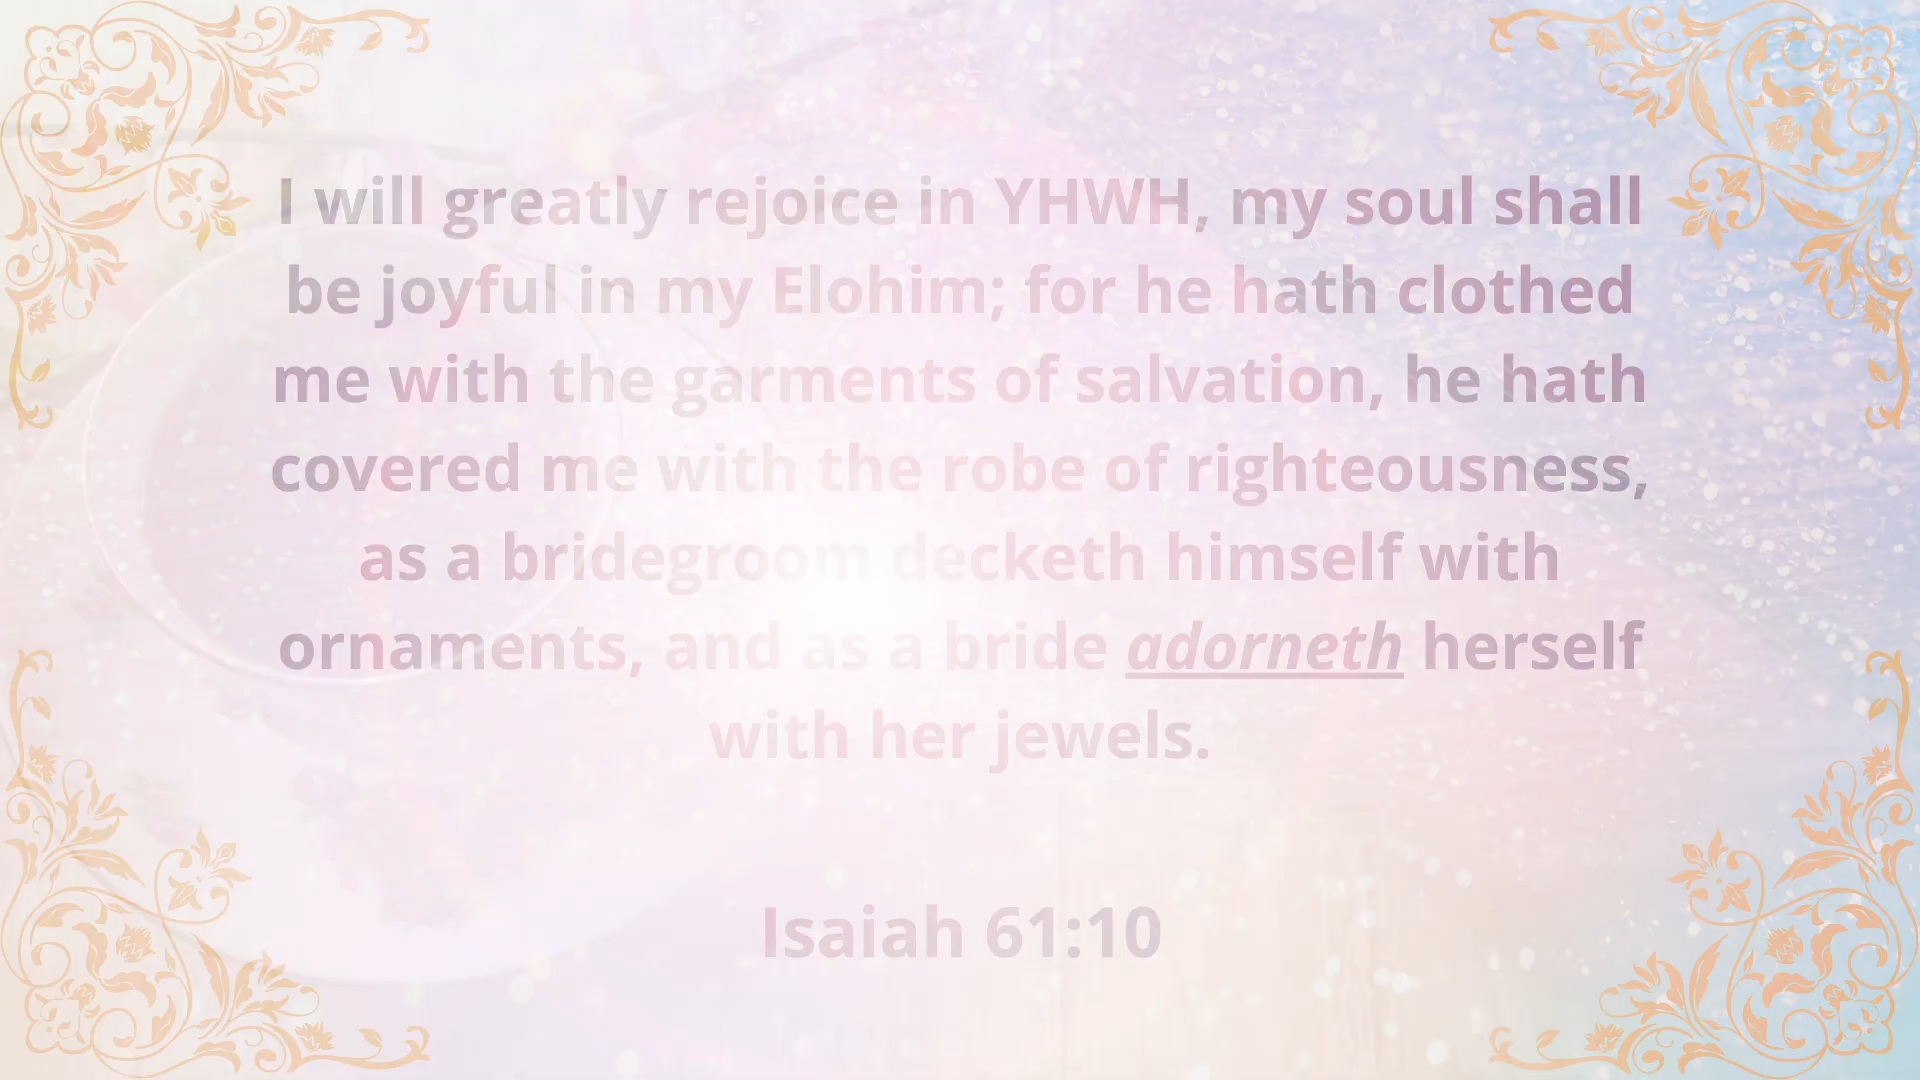 I will greatly rejoice in YHWH, my soul shall
be joyful in my Elohim; for he hath clothed
me with the garments of salvation, he hath
covered me with the robe of righteousness,
as a bridegroom decketh himself with
ornaments, and as a bride adorneth herself
with her jewels.
Isaiah 61:10